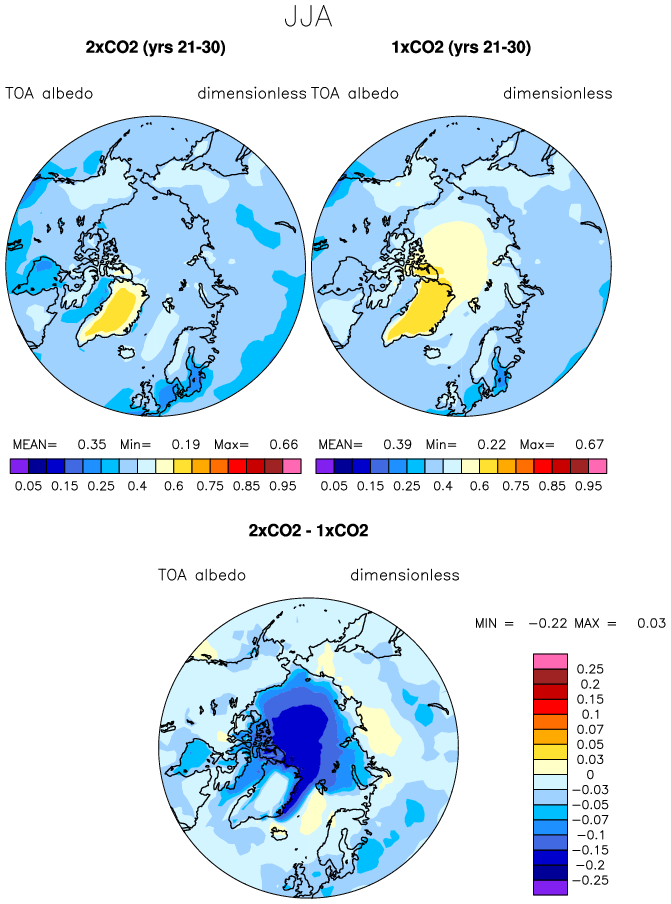 JJA
2xCO2 (yrs 21-30) 1xCO2 (yrs 21-30)
TOA albedo dimensionless TOA albedo dimensionless
MEAN= 0.35 Min= 0.19 Max= 0.66 MEAN= 0.39 Min= 0.22 Max= 0.67
0.05 0.15 0.25 0.4 0.6 0.75 0.85 0.95 0.05 0.15 0.25 0.4 0.6 0.75 0.85 0.95
2xCO2 - 1xCO2
TOA albedo dimensionless
MIN = −0.22 MAX = 0.03
0.25
0.2
0.15
0.1
0.07
0.05
0.03
0
−0.03
−0.05
−0.07
−0.1
−0.15
−0.2
−0.25